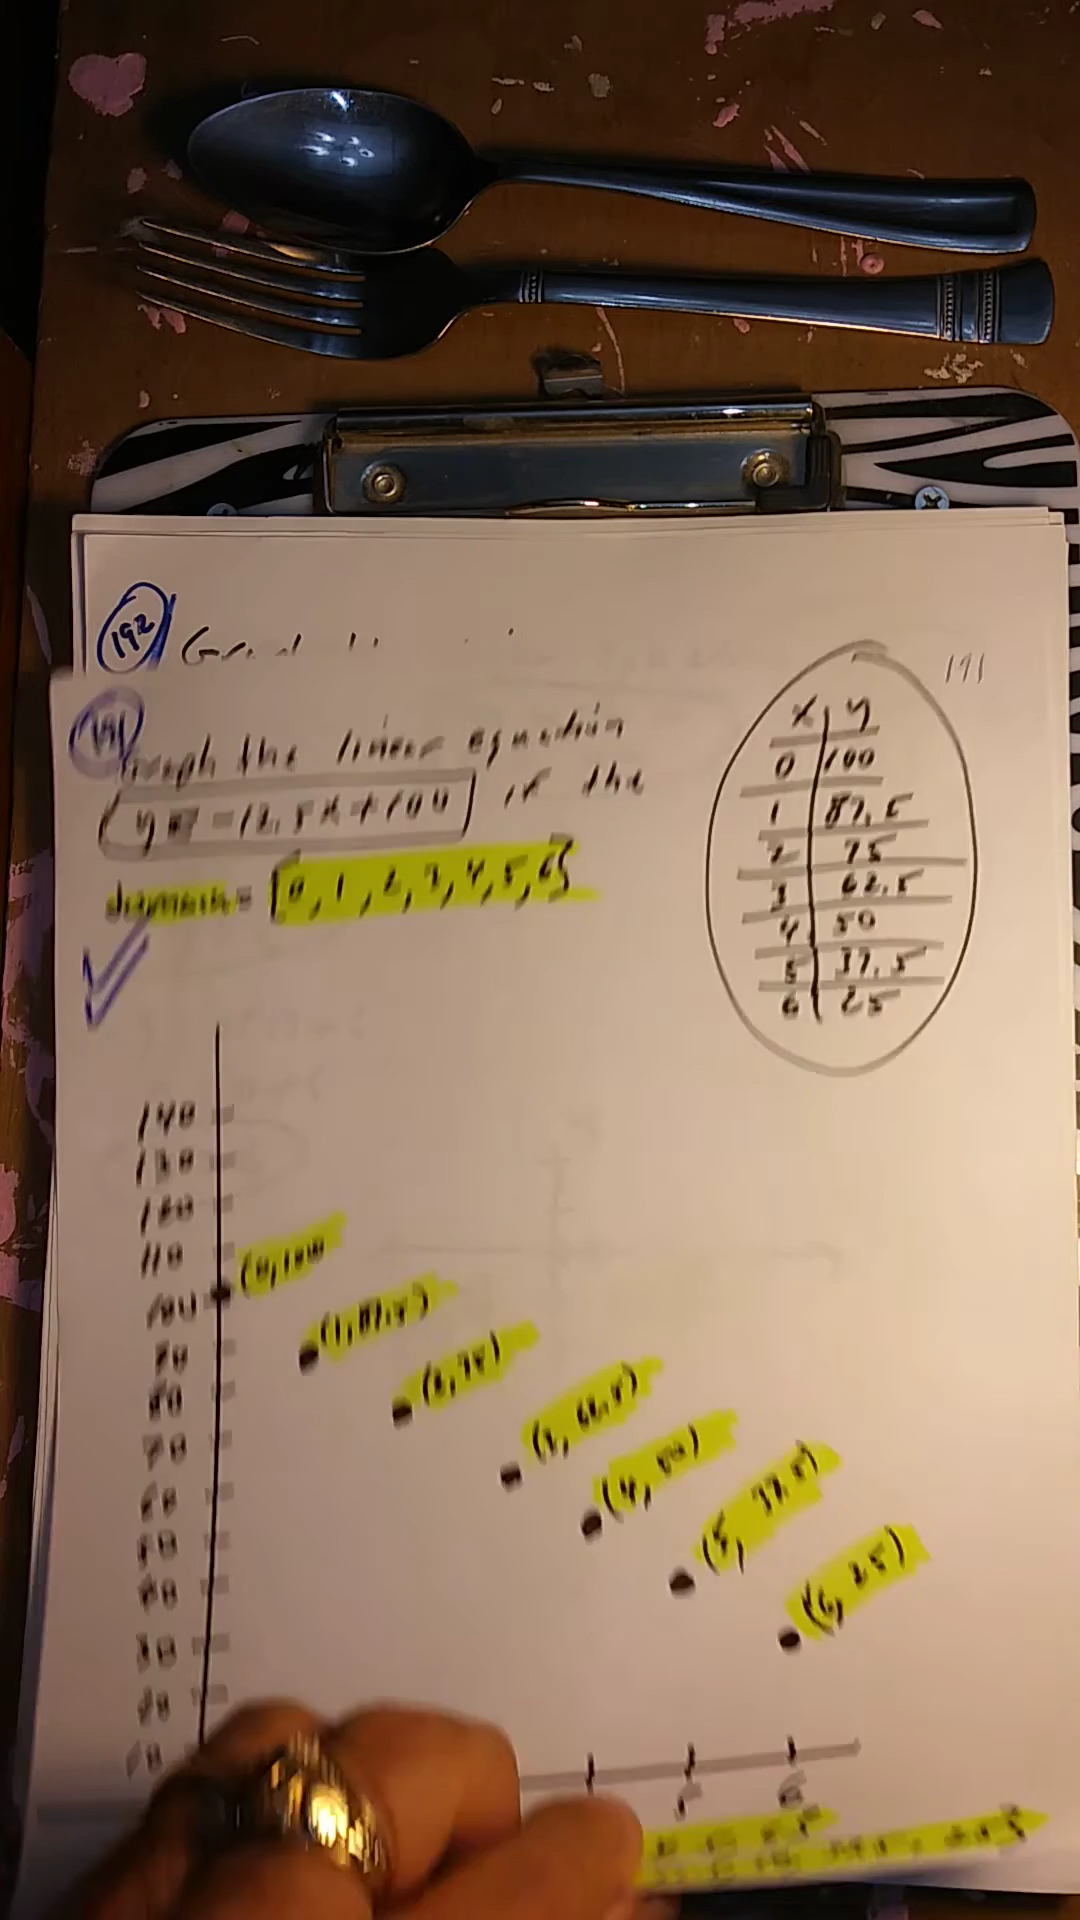 192
191
191
Graph the linear equation
y = -12.5x + 100 if the
domain = {0, 1, 2, 3, 4, 5, 6}
x y
0 100
1 87.5
2 75
3 62.5
4 50
5 37.5
6 25
140
130
120
110 (0,100
100 (1,87.5)
90 (2,75)
80 (3, 62.5)
70 (4, 50)
60 (5, 37.5)
50
40 (6, 25)
30
20
10
5 6